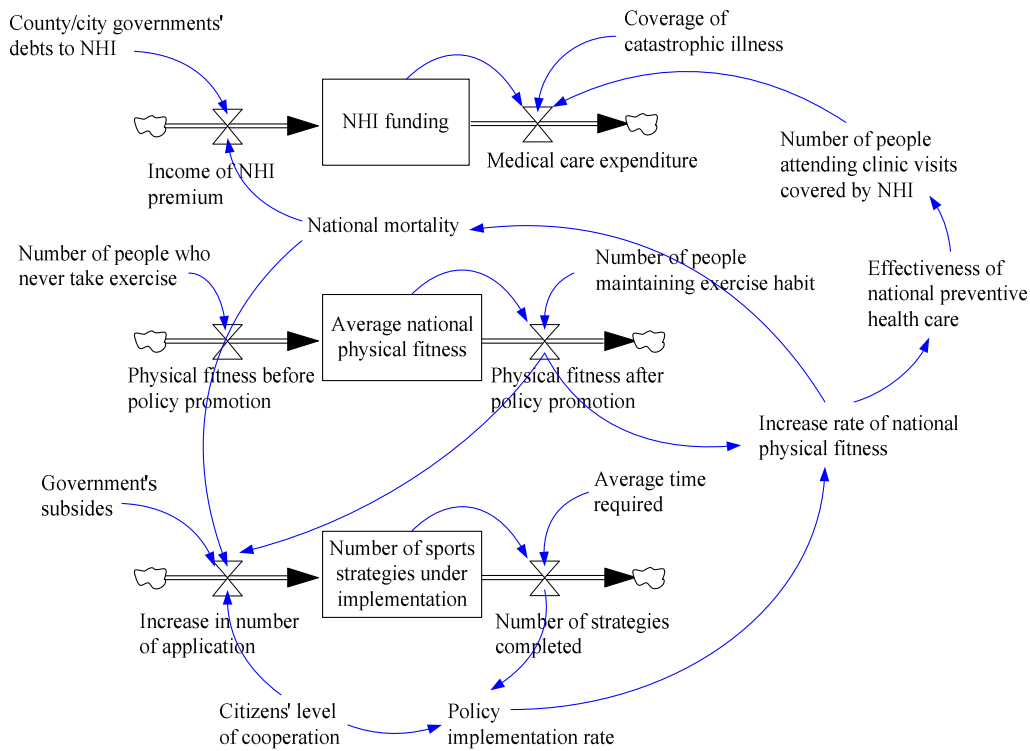 County/city governments'
debts to NHI
Coverage of
catastrophic illness
NHI funding
Income of NHI
premium
Medical care expenditure
Number of people
attending clinic visits
covered by NHI
National mortality
Number of people who
never take exercise
Number of people
maintaining exercise habit
Effectiveness of
national preventive
health care
Average national
physical fitness
Physical fitness before
policy promotion
Physical fitness after
policy promotion
Increase rate of national
physical fitness
Government's
subsides
Average time
required
Number of sports
strategies under
implementation
Increase in number
of application
Number of strategies
completed
Citizens' level
of cooperation
Policy
implementation rate